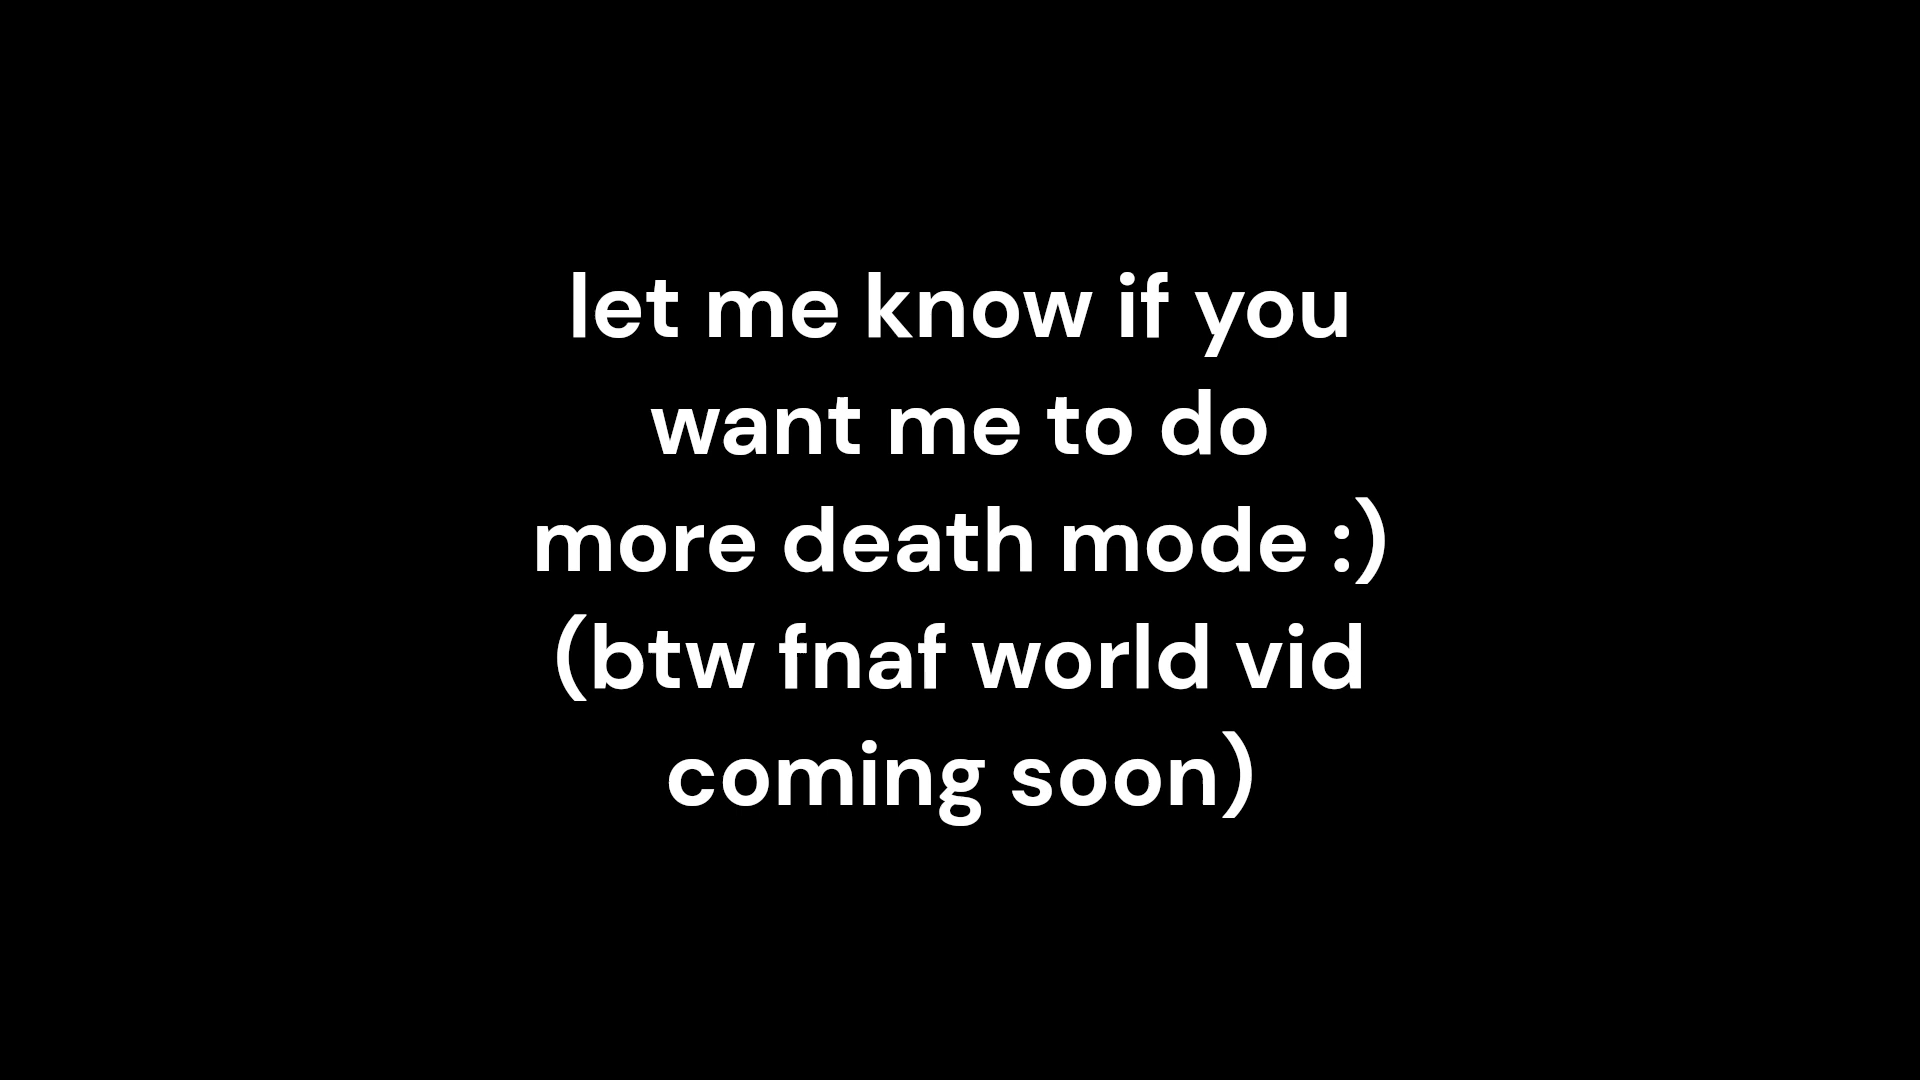 let me know if you
want me to do
more death mode :)
(btw fnaf world vid
coming soon)